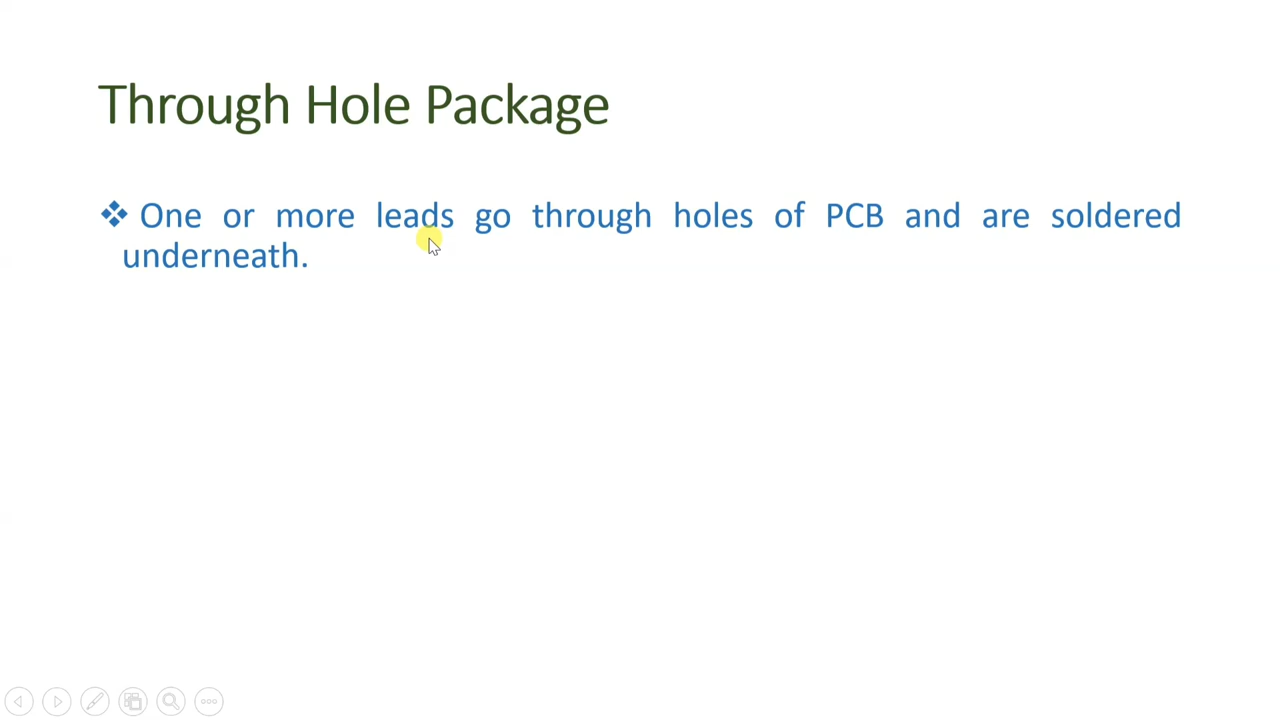 Through Hole Package
❖ One or more leads go through holes of PCB and are soldered
underneath.